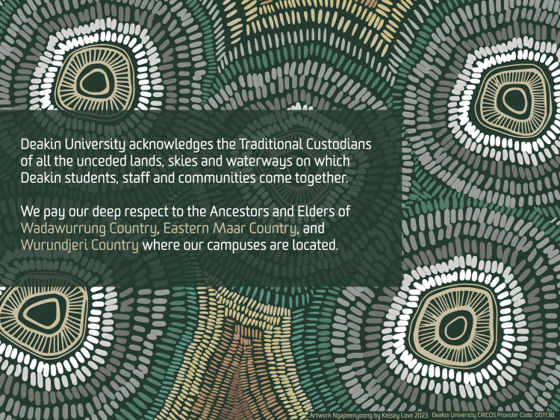 Deakin University acknowledges the Traditional Custodians
of all the unceded lands, skies and waterways on which
Deakin students, staff and communities come together.
We pay our deep respect to the Ancestors and Elders of
Wadawurrung Country, Eastern Maar Country, and
Wurundjeri Country where our campuses are located.
Artwork Ngapeenyoong by Kelsey Love 2023 Deakin University CRICOS Provider Code: 00113B